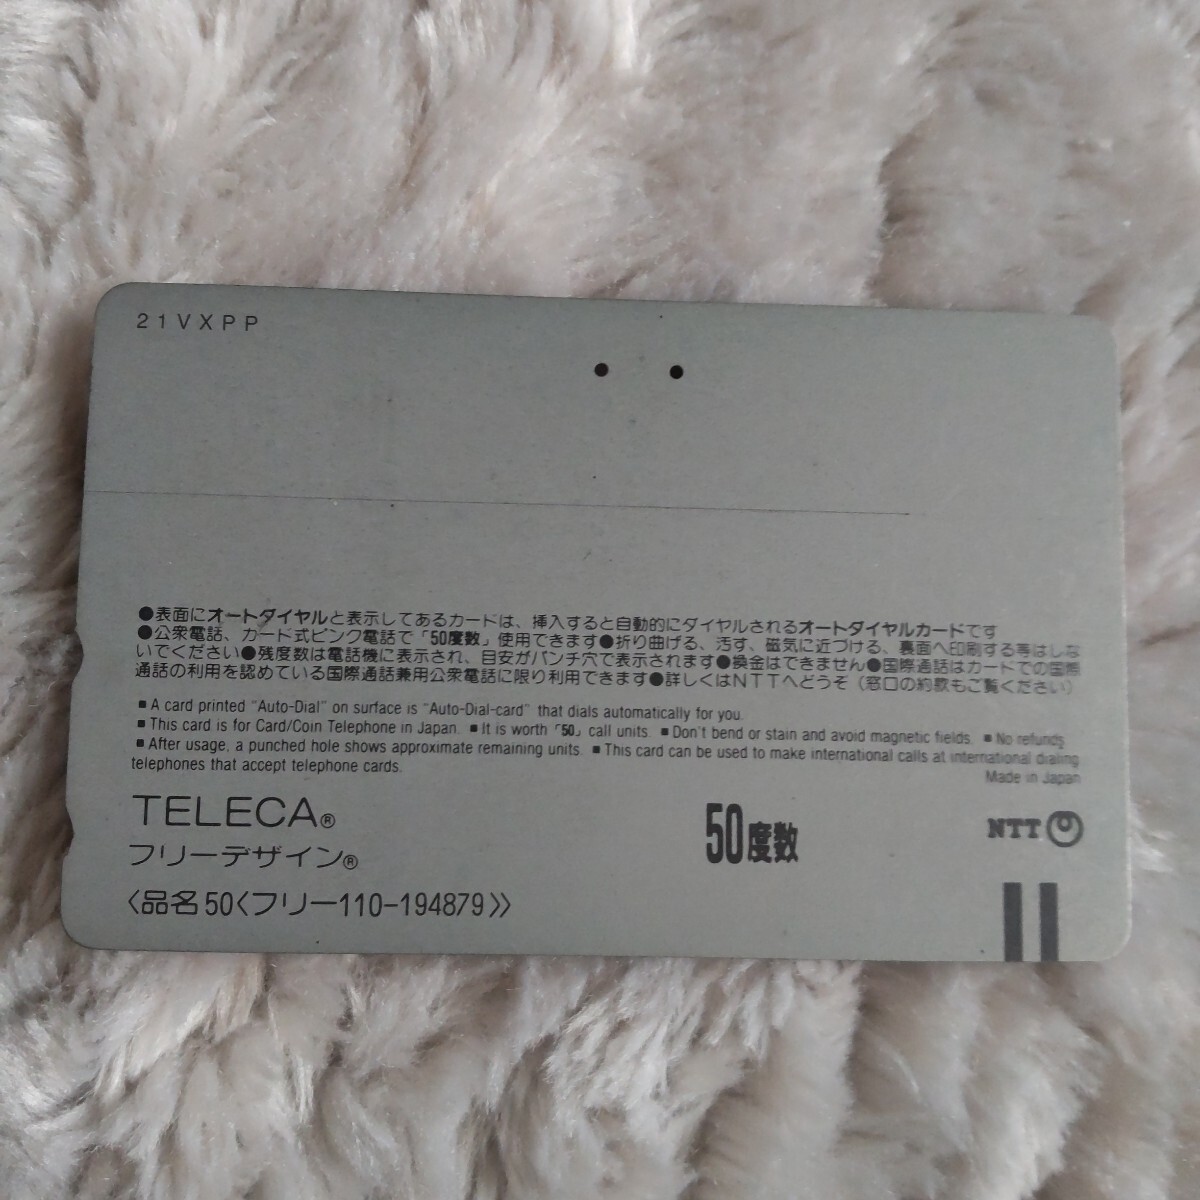 21VXPP
●表面にオートダイヤルと表示してあるカードは、挿入すると自動的にダイヤルされるオートダイヤルカードです
●公衆電話、カード式ピンク電話で「50度数」使用できます●折り曲げる、汚す、磁気に近づける、裏面へ印刷する等はしな
いでください●残度数は電話機に表示され、目安がパンチ穴で表示されます●換金はできません●国際通話はカードでの国際
通話の利用を認めている国際通話兼用公衆電話に限り利用できます●詳しくはNTTへどうぞ（窓口の約款もご覧ください）
■A card printed "Auto-Dial" on surface is "Auto-Dial-card" that dials automatically for you.
■This card is for Card/Coin Telephone in Japan. ■It is worth「50」call units. ■Don't bend or stain and avoid magnetic fields. ■No refunds
■After usage, a punched hole shows approximate remaining units. ■This card can be used to make international calls at international dialing
telephones that accept telephone cards.
Made in Japan
TELECA®
フリーデザイン®
50度数
NTT
〈品名50〈フリー110-194879〉〉